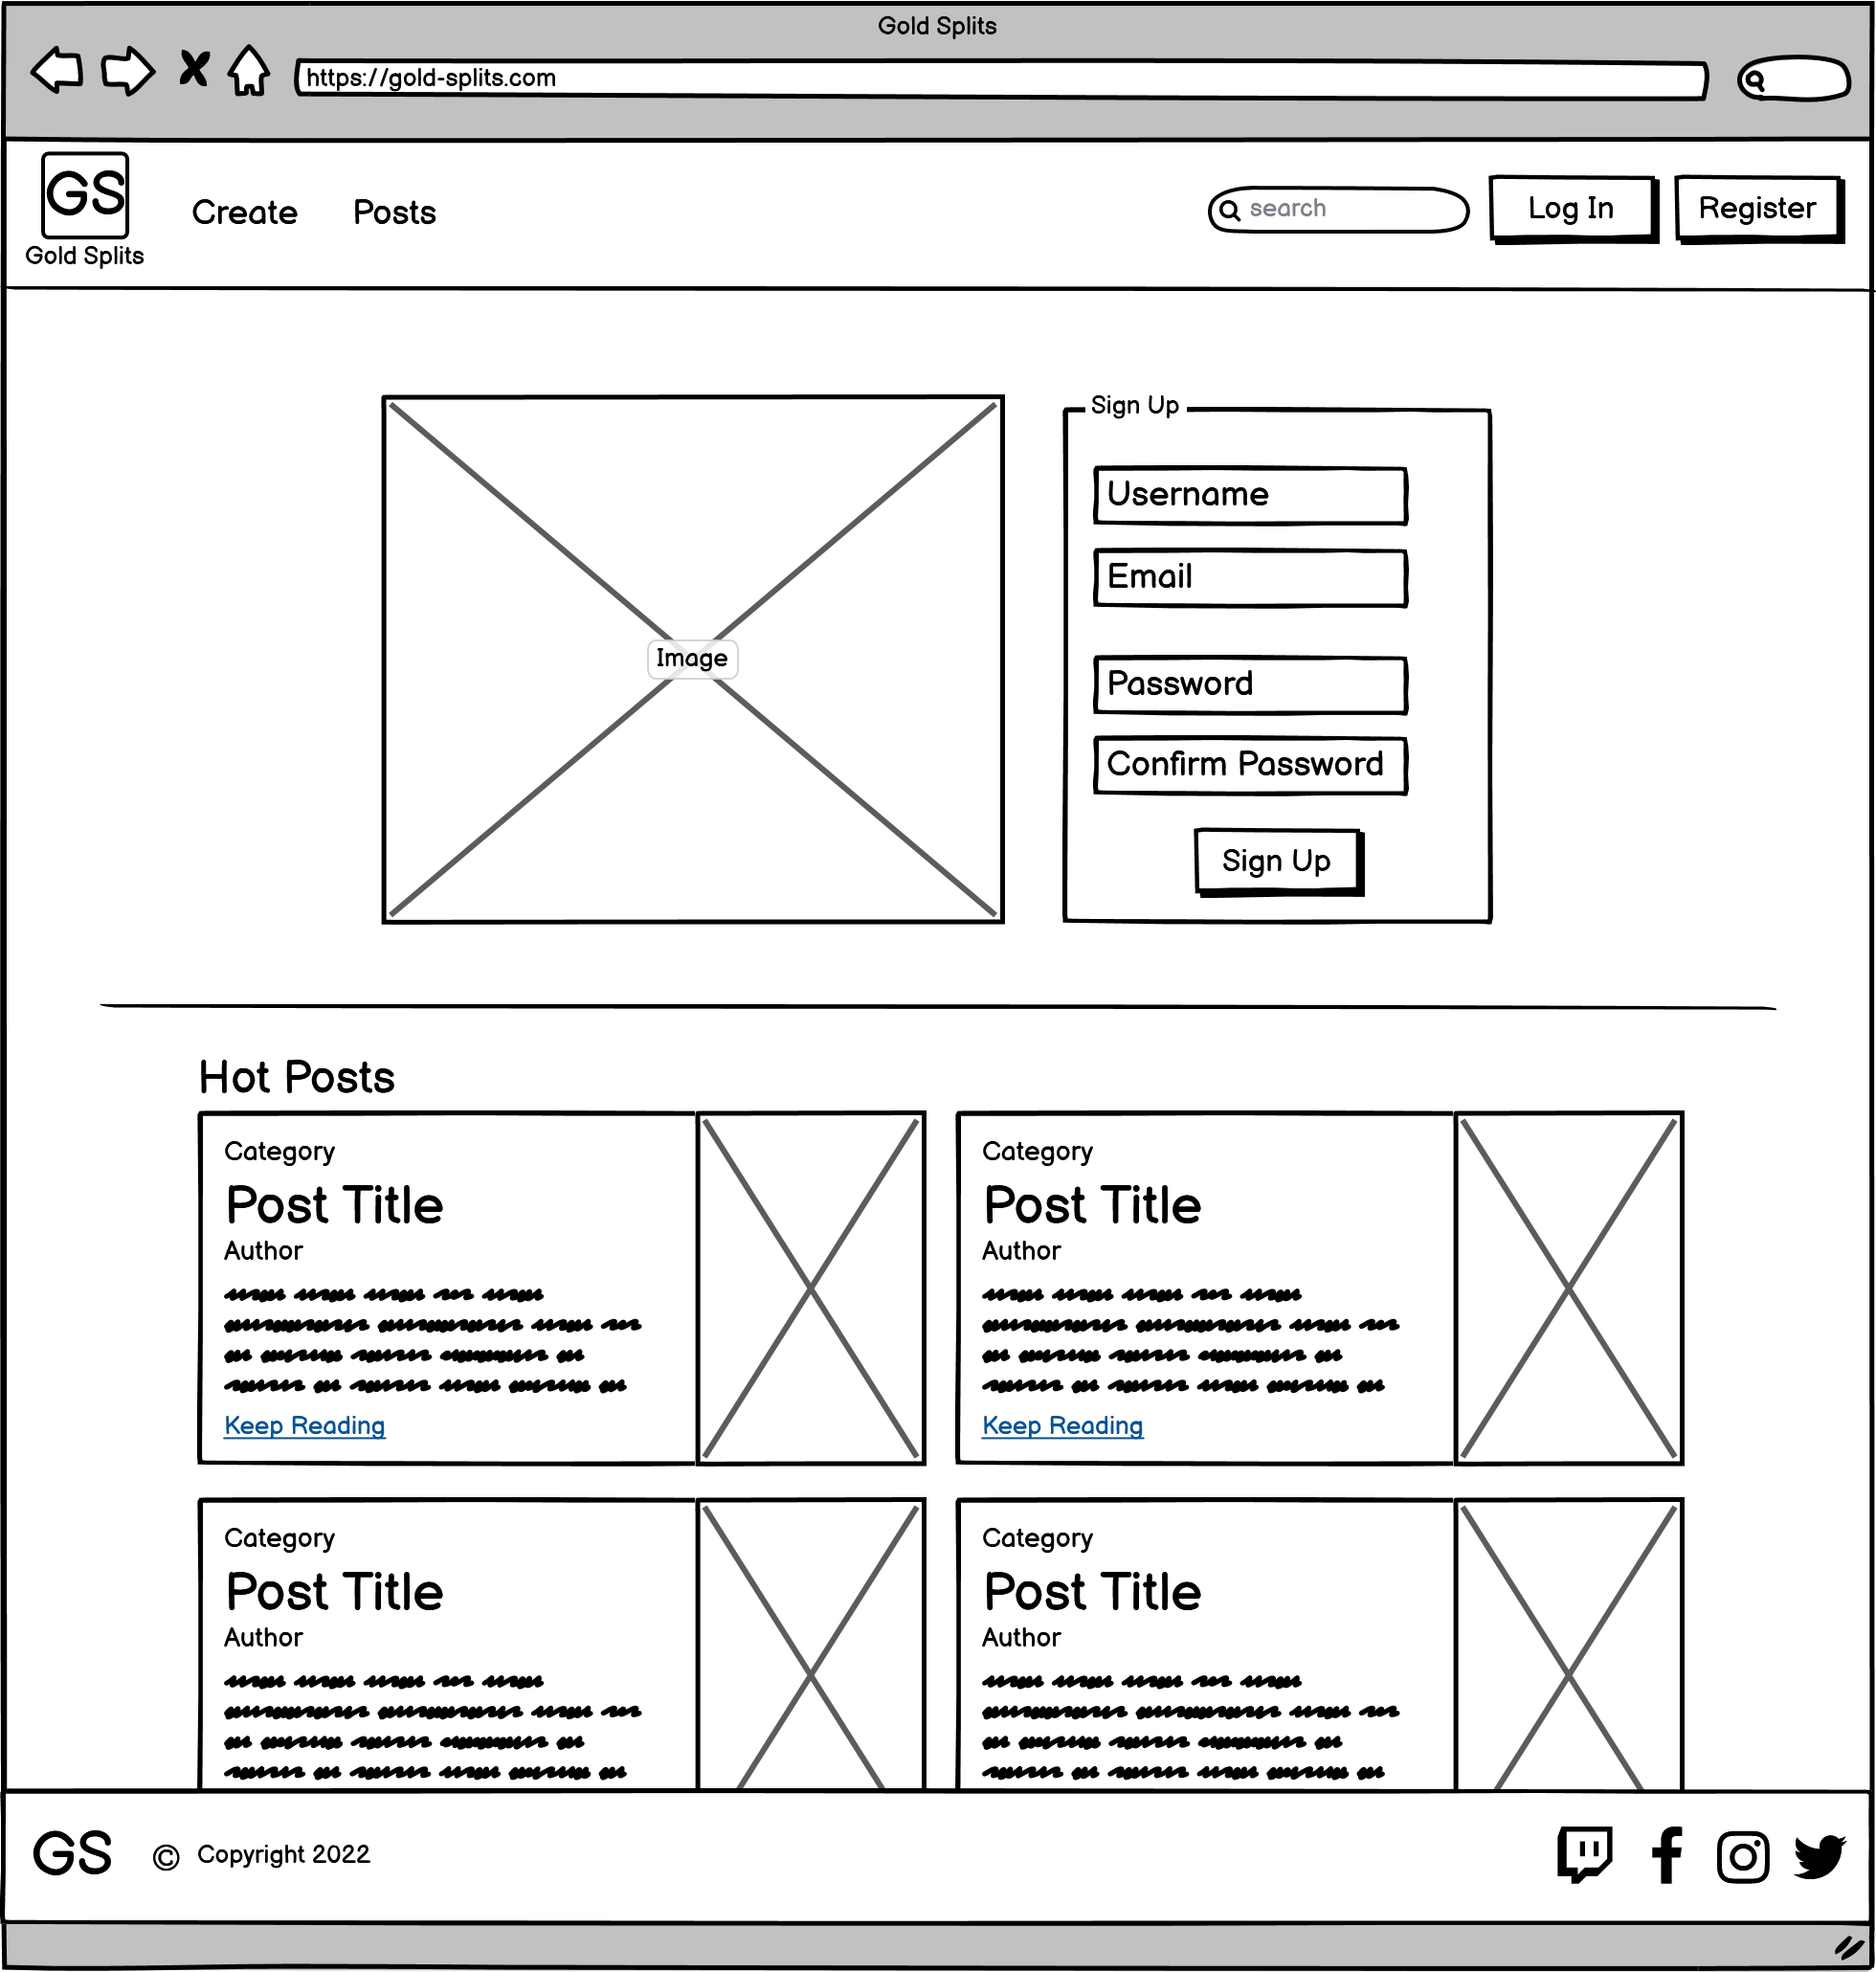 Gold Splits
https://gold-splits.com
GS
Gold Splits
Create Posts
search
Log In
Register
Image
Sign Up
Username
Email
Password
Confirm Password
Sign Up
Hot Posts
Category
Post Title
Author
Keep Reading
Category
Post Title
Author
Keep Reading
Category
Post Title
Author
Category
Post Title
Author
GS © Copyright 2022